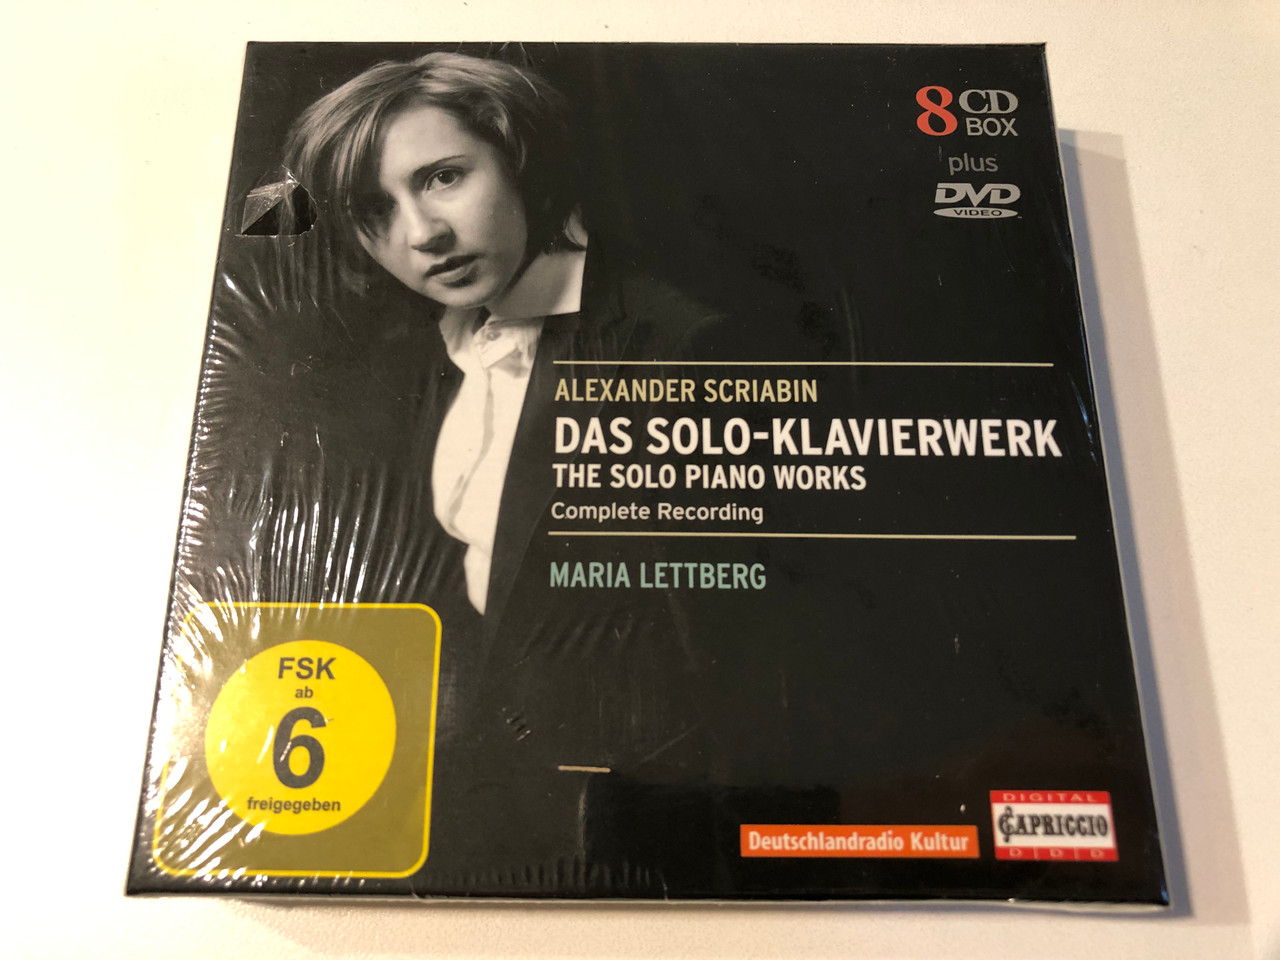 8 CD
BOX
plus
DVD
VIDEO
ALEXANDER SCRIABIN
DAS SOLO-KLAVIERWERK
THE SOLO PIANO WORKS
Complete Recording
MARIA LETTBERG
FSK
ab
6
freigegeben
Deutschlandradio Kultur
DIGITAL
CAPRICCIO
D D D